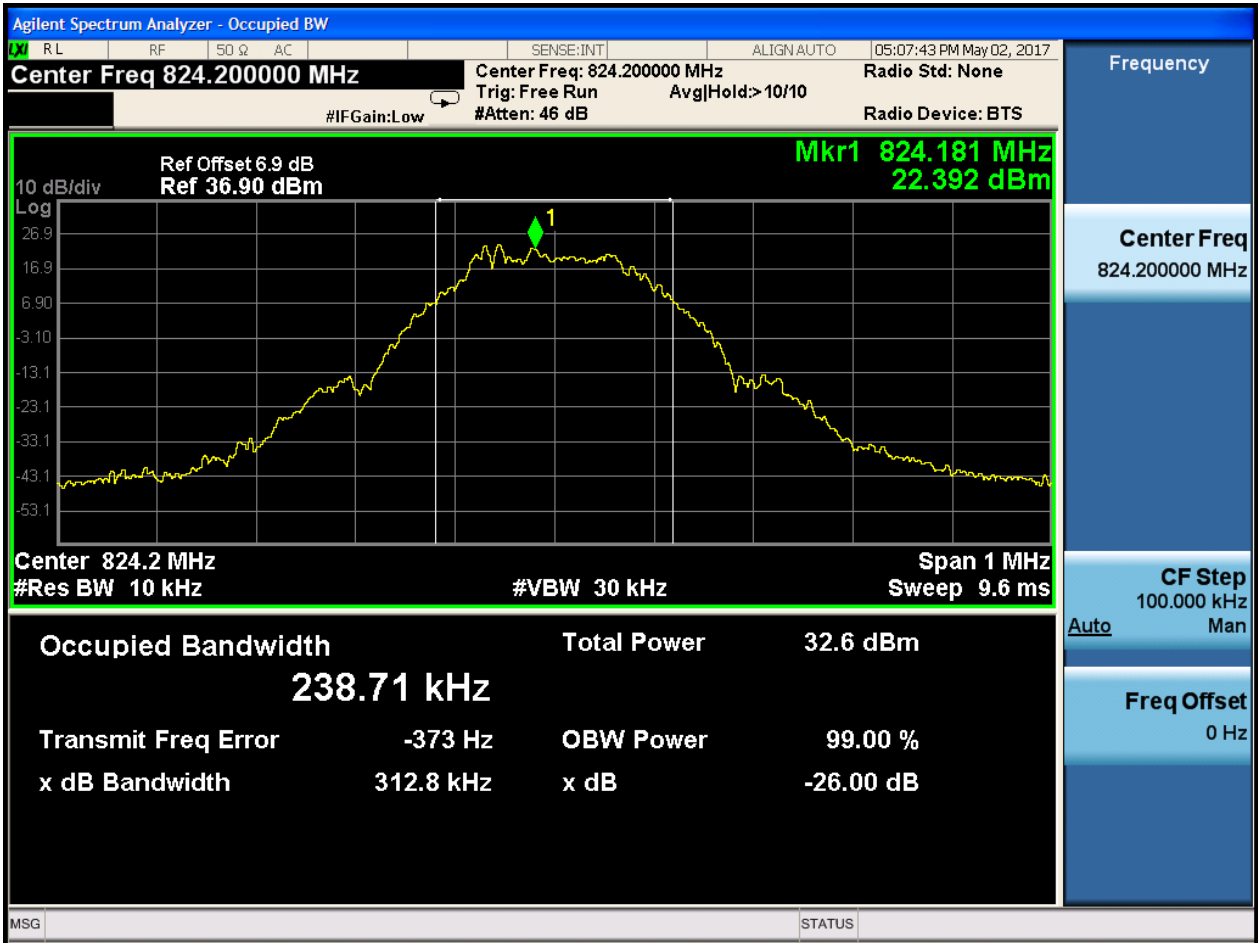 Agilent Spectrum Analyzer - Occupied BW
LXI RL RF 50 Ω AC SENSE:INT ALIGN AUTO 05:07:43 PM May 02, 2017
Center Freq 824.200000 MHz
Center Freq: 824.200000 MHz
Radio Std: None
Trig: Free Run
Avg|Hold:> 10/10
#IFGain:Low
#Atten: 46 dB
Radio Device: BTS
Frequency
Ref Offset 6.9 dB
Mkr1 824.181 MHz
10 dB/div
Ref 36.90 dBm
22.392 dBm
Log
1
26.9
16.9
6.90
-3.10
-13.1
-23.1
-33.1
-43.1
-53.1
Center 824.2 MHz
Span 1 MHz
#Res BW 10 kHz
#VBW 30 kHz
Sweep 9.6 ms
Center Freq
824.200000 MHz
CF Step
100.000 kHz
Auto Man
Freq Offset
0 Hz
Occupied Bandwidth
Total Power 32.6 dBm
238.71 kHz
Transmit Freq Error -373 Hz
OBW Power 99.00 %
x dB Bandwidth 312.8 kHz
x dB -26.00 dB
MSG
STATUS